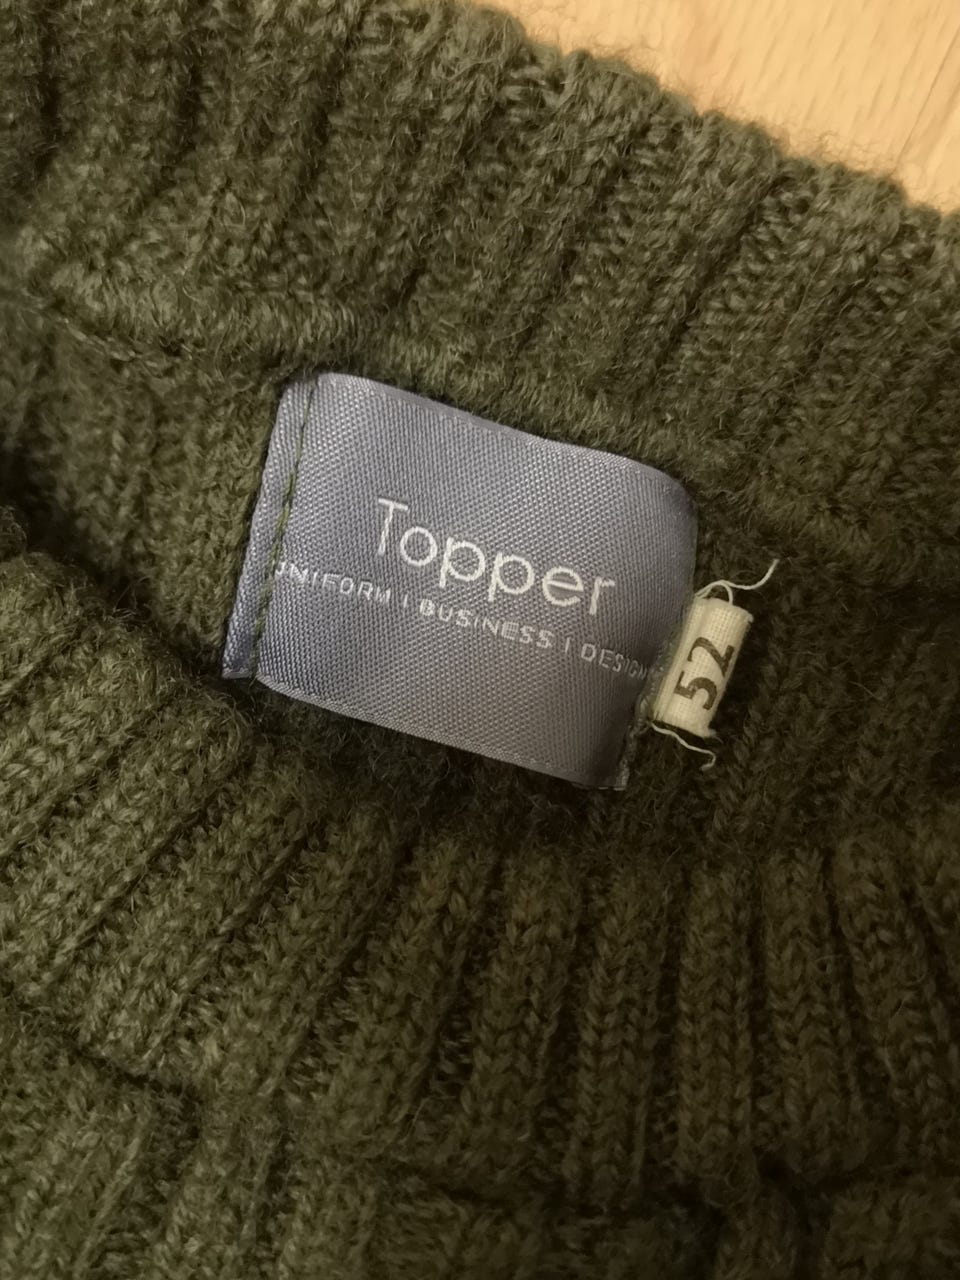 Topper
UNIFORM | BUSINESS | DESIGN
52